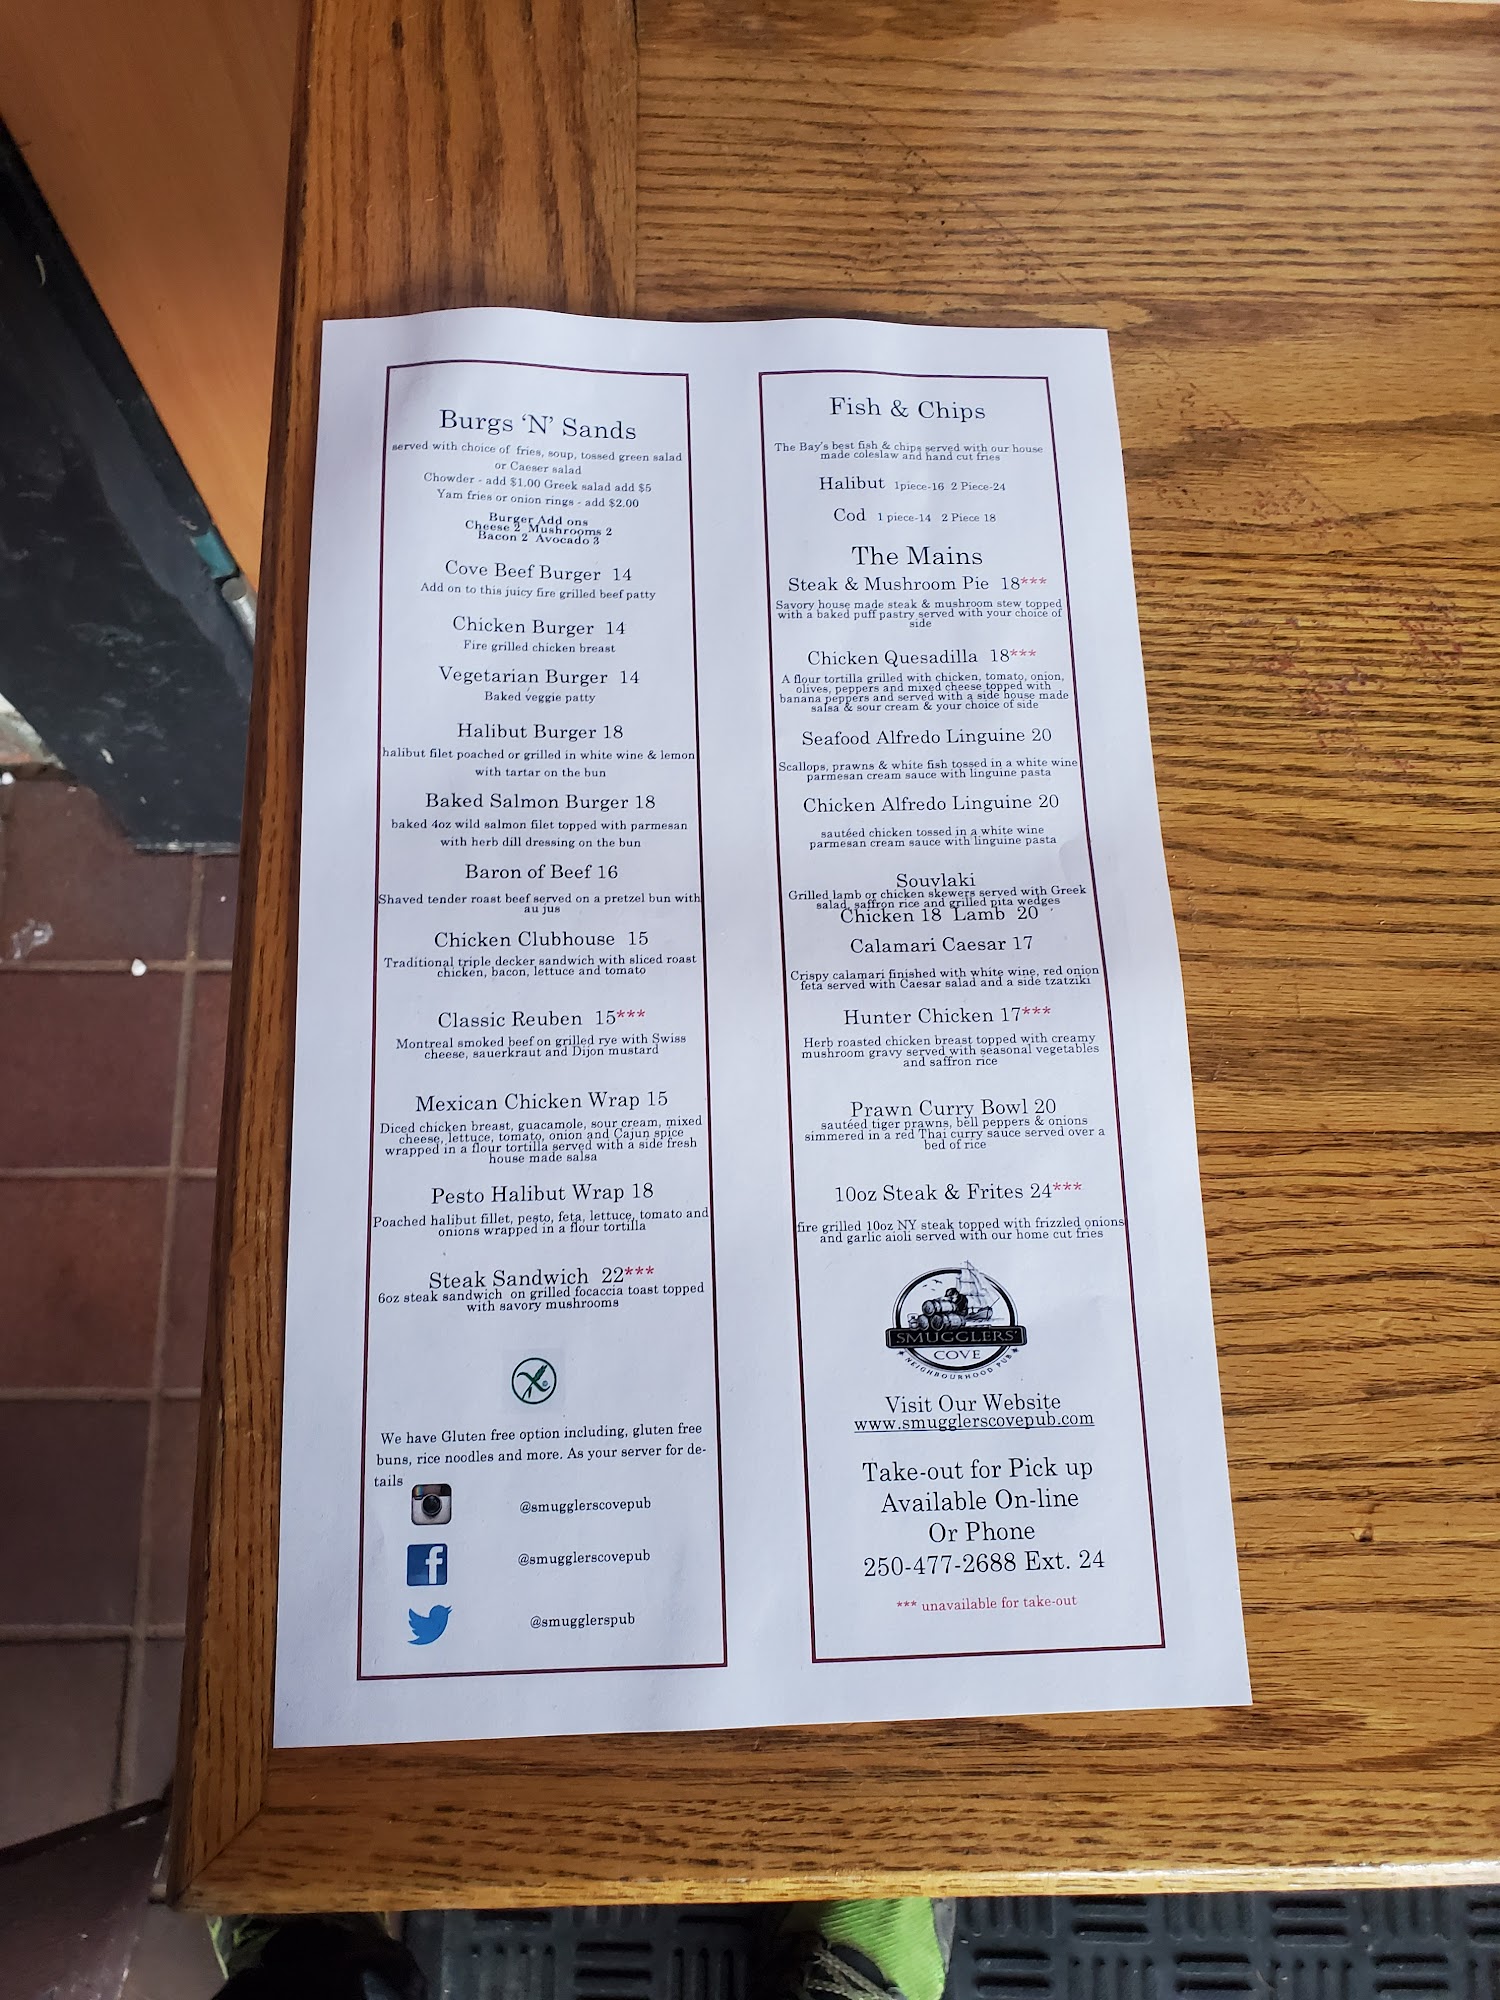 Burgs 'N' Sands
served with choice of fries, soup, tossed green salad
or Caeser salad
Chowder - add $1.00 Greek salad add $5
Yam fries or onion rings - add $2.00
Burger Add ons
Cheese 2 Mushrooms 2
Bacon 2 Avocado 3
Cove Beef Burger 14
Add on to this juicy fire grilled beef patty
Chicken Burger 14
Fire grilled chicken breast
Vegetarian Burger 14
Baked veggie patty
Halibut Burger 18
halibut filet poached or grilled in white wine & lemon
with tartar on the bun
Baked Salmon Burger 18
baked 4oz wild salmon filet topped with parmesan
with herb dill dressing on the bun
Baron of Beef 16
Shaved tender roast beef served on a pretzel bun with
au jus
Chicken Clubhouse 15
Traditional triple decker sandwich with sliced roast
chicken, bacon, lettuce and tomato
Classic Reuben 15***
Montreal smoked beef on grilled rye with Swiss
cheese, sauerkraut and Dijon mustard
Mexican Chicken Wrap 15
Diced chicken breast, guacamole, sour cream, mixed
cheese, lettuce, tomato, onion and Cajun spice
wrapped in a flour tortilla served with a side fresh
house made salsa
Pesto Halibut Wrap 18
Poached halibut fillet, pesto, feta, lettuce, tomato and
onions wrapped in a flour tortilla
Steak Sandwich 22***
6oz steak sandwich on grilled focaccia toast topped
with savory mushrooms
We have Gluten free option including, gluten free
buns, rice noodles and more. As your server for de-
tails
@smugglerscovepub
@smugglerscovepub
@smugglerspub
Fish & Chips
The Bay's best fish & chips served with our house
made coleslaw and hand cut fries
Halibut 1piece-16 2 Piece-24
Cod 1 piece-14 2 Piece 18
The Mains
Steak & Mushroom Pie 18***
Savory house made steak & mushroom stew topped
with a baked puff pastry served with your choice of
side
Chicken Quesadilla 18***
A flour tortilla grilled with chicken, tomato, onion,
olives, peppers and mixed cheese topped with
banana peppers and served with a side house made
salsa & sour cream & your choice of side
Seafood Alfredo Linguine 20
Scallops, prawns & white fish tossed in a white wine
parmesan cream sauce with linguine pasta
Chicken Alfredo Linguine 20
sautéed chicken tossed in a white wine
parmesan cream sauce with linguine pasta
Souvlaki
Grilled lamb or chicken skewers served with Greek
salad, saffron rice and grilled pita wedges
Chicken 18 Lamb 20
Calamari Caesar 17
Crispy calamari finished with white wine, red onion
feta served with Caesar salad and a side tzatziki
Hunter Chicken 17***
Herb roasted chicken breast topped with creamy
mushroom gravy served with seasonal vegetables
and saffron rice
Prawn Curry Bowl 20
sautéed tiger prawns, bell peppers & onions
simmered in a red Thai curry sauce served over a
bed of rice
10oz Steak & Frites 24***
fire grilled 10oz NY steak topped with frizzled onions
and garlic aioli served with our home cut fries
SMUGGLERS'
COVE
NEIGHBOURHOOD PUB
Visit Our Website
www.smugglerscovepub.com
Take-out for Pick up
Available On-line
Or Phone
250-477-2688 Ext. 24
*** unavailable for take-out